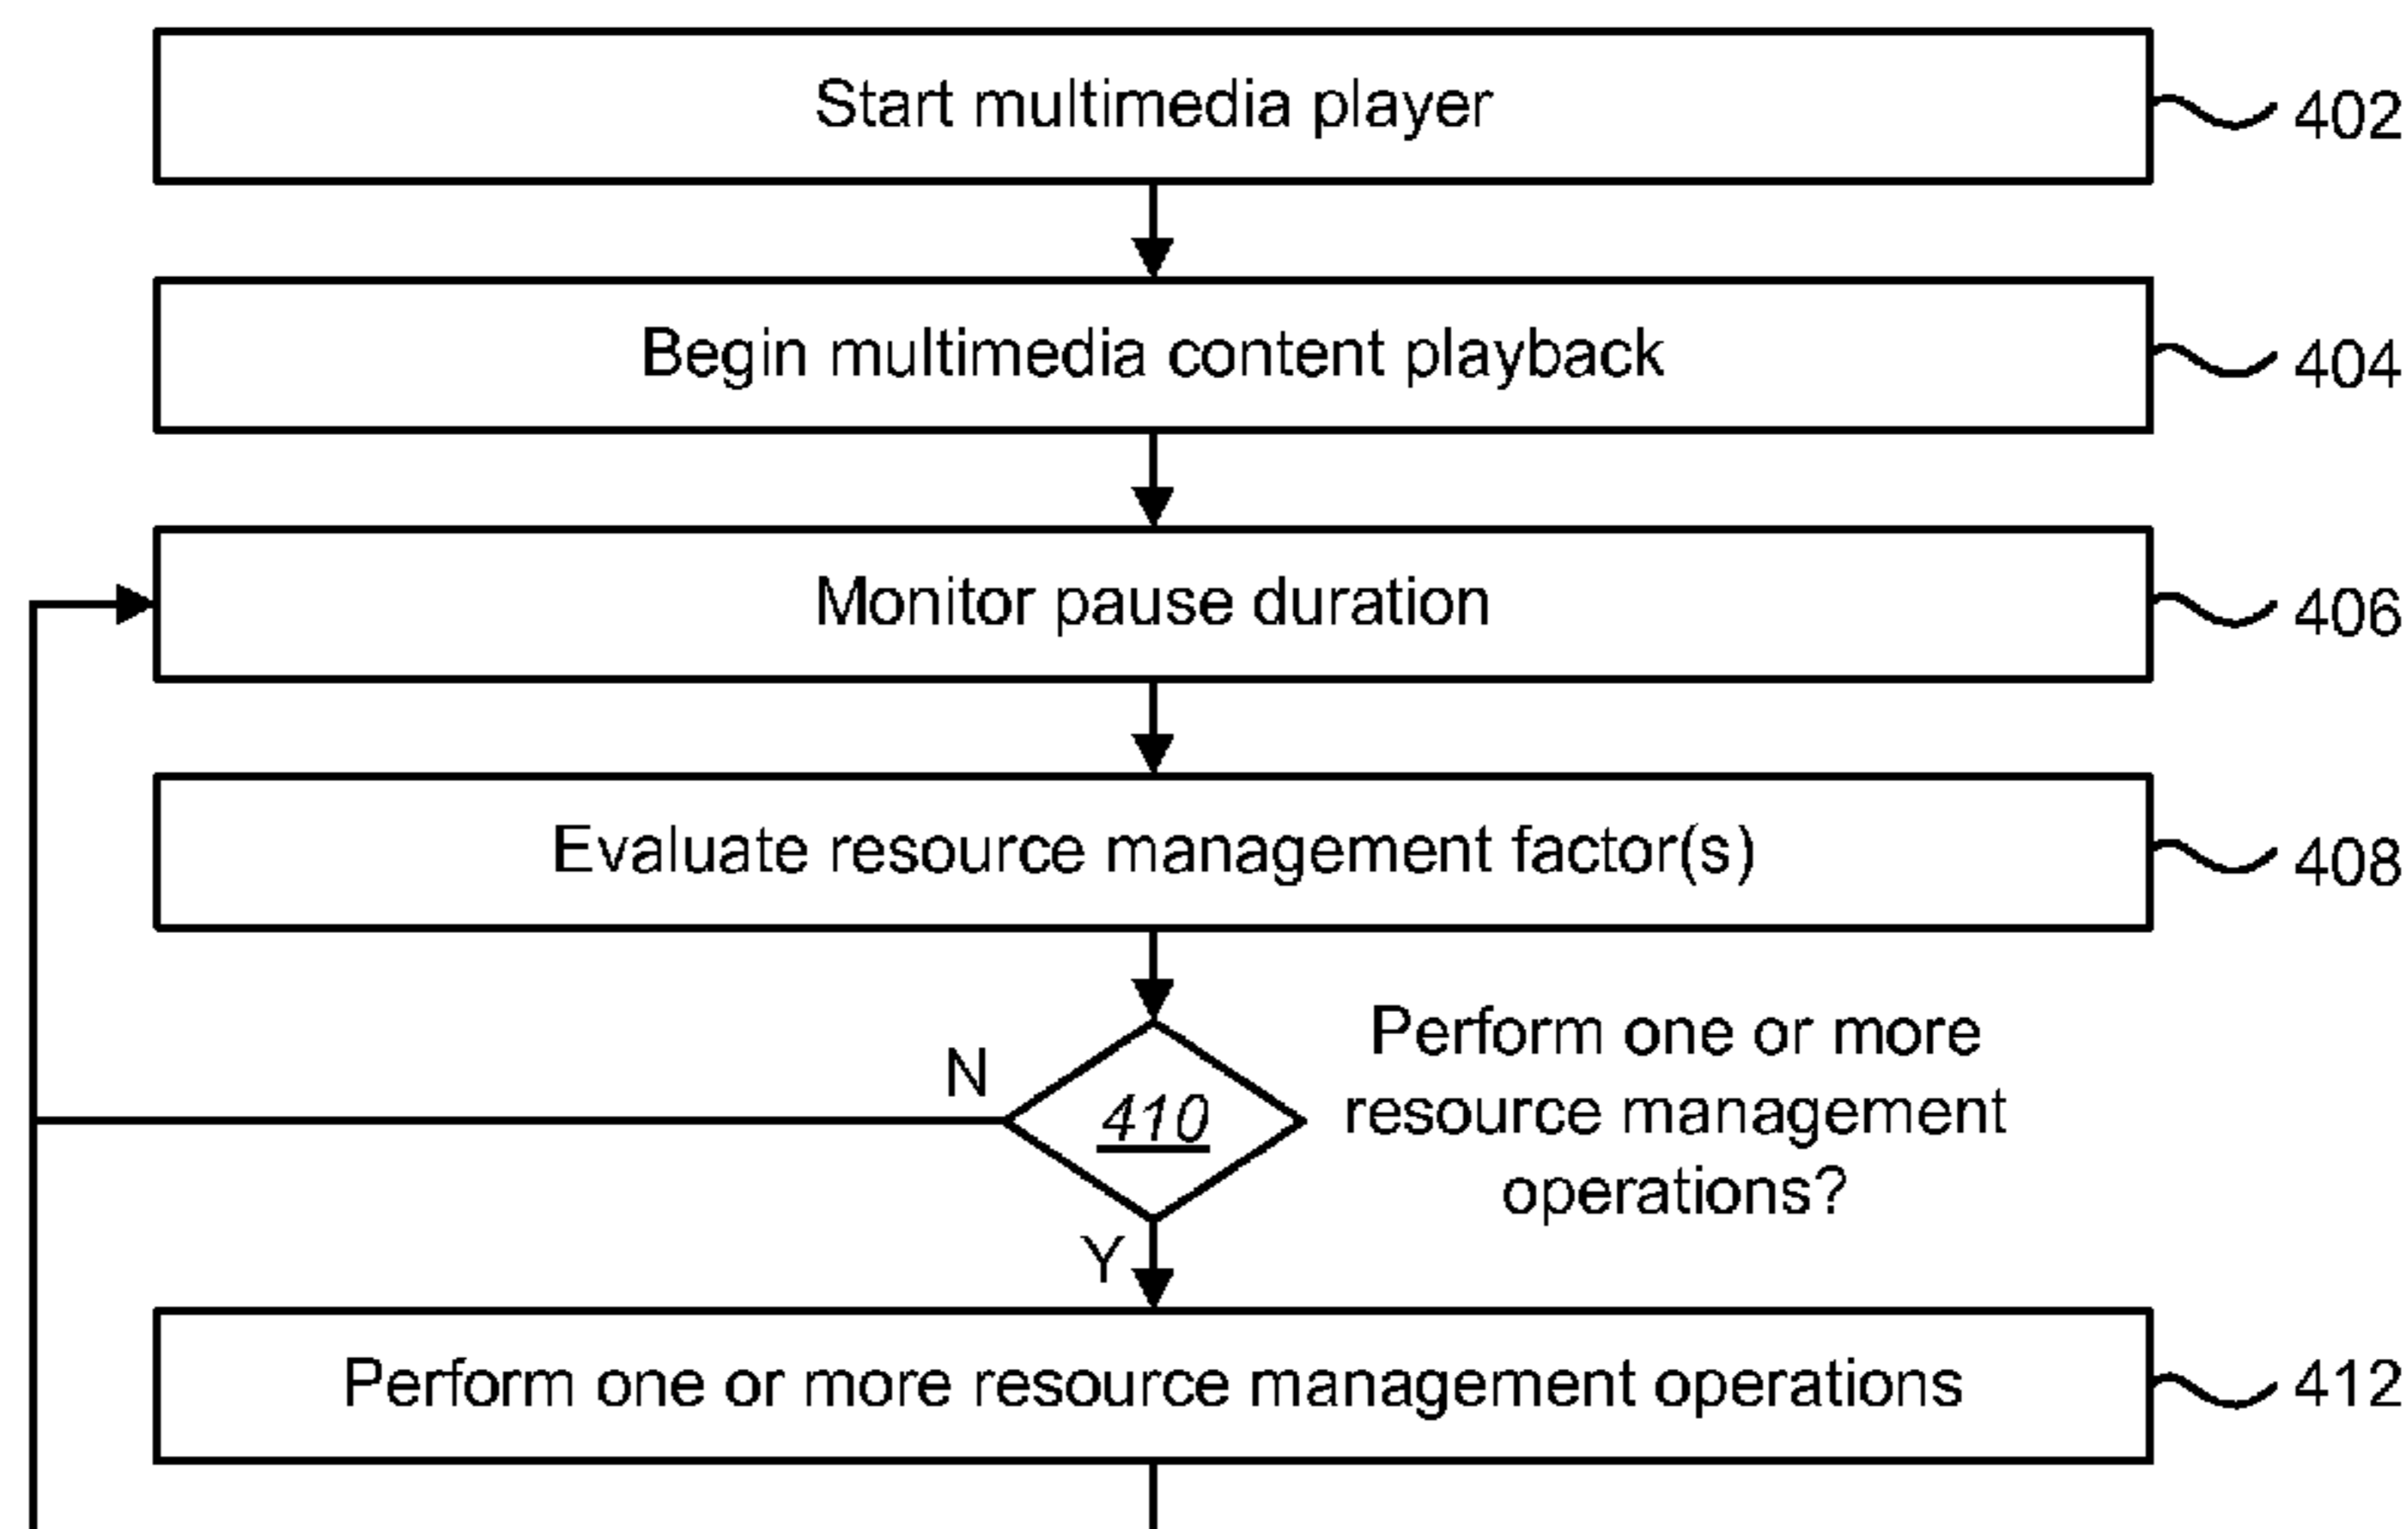 Start multimedia player
402
Begin multimedia content playback
404
Monitor pause duration
406
Evaluate resource management factor(s)
408
N
410
Perform one or more
resource management
operations?
Y
Perform one or more resource management operations
412